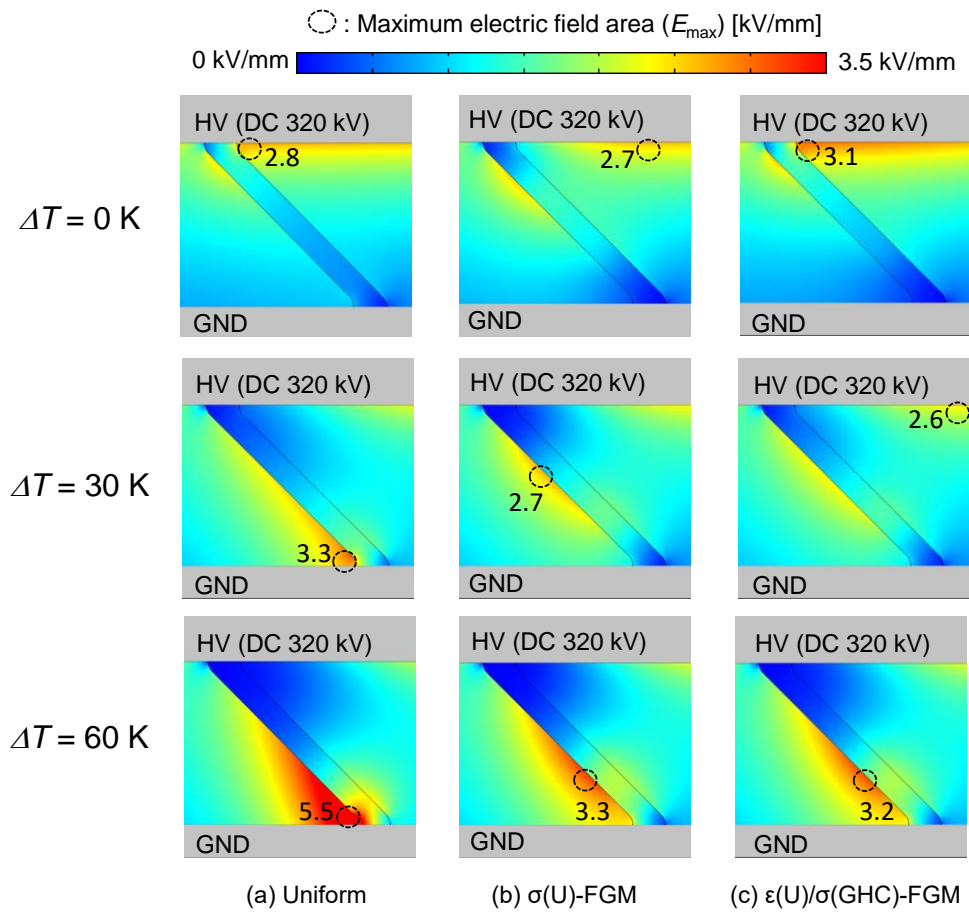 : Maximum electric field area (Emax) [kV/mm]
0 kV/mm 3.5 kV/mm
HV (DC 320 kV) HV (DC 320 kV) HV (DC 320 kV)
2.8 2.7 3.1
ΔT = 0 K
GND GND GND
HV (DC 320 kV) HV (DC 320 kV) HV (DC 320 kV)
2.6
ΔT = 30 K
2.7
3.3
GND GND GND
HV (DC 320 kV) HV (DC 320 kV) HV (DC 320 kV)
ΔT = 60 K
5.5 3.3 3.2
GND GND GND
(a) Uniform (b) σ(U)-FGM (c) ε(U)/σ(GHC)-FGM